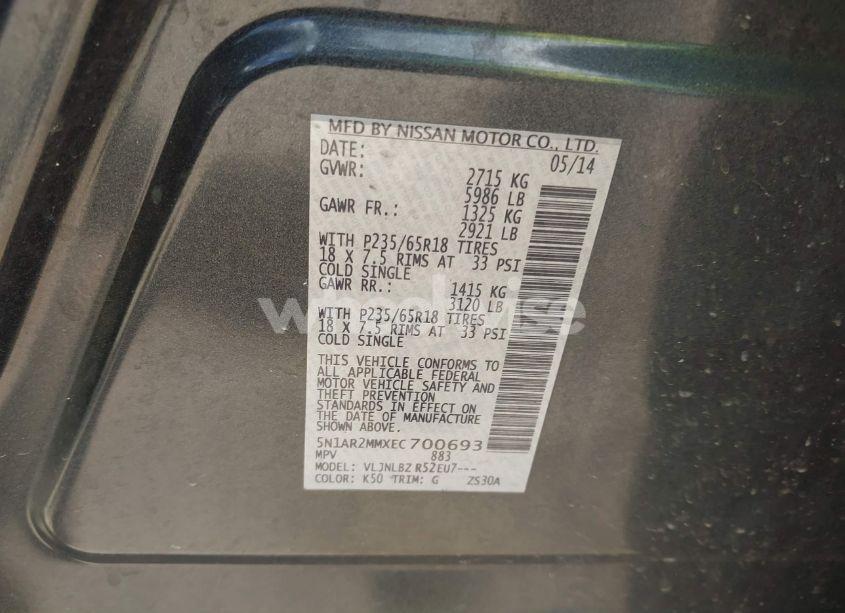 MFD BY NISSAN MOTOR CO., LTD.
DATE: 05/14
GVWR: 2715 KG
5986 LB
GAWR FR.: 1325 KG
2921 LB
WITH P235/65R18 TIRES
18 X 7.5 RIMS AT 33 PSI
COLD SINGLE
GAWR RR.: 1415 KG
3120 LB
WITH P235/65R18 TIRES
18 X 7.5 RIMS AT 33 PSI
COLD SINGLE
THIS VEHICLE CONFORMS TO
ALL APPLICABLE FEDERAL
MOTOR VEHICLE SAFETY AND
THEFT PREVENTION
STANDARDS IN EFFECT ON
THE DATE OF MANUFACTURE
SHOWN ABOVE.
5N1AR2MMXEC700693
MPV 883
MODEL: VLJNLBZ R52EU7---
COLOR: K50 TRIM: G ZS30A